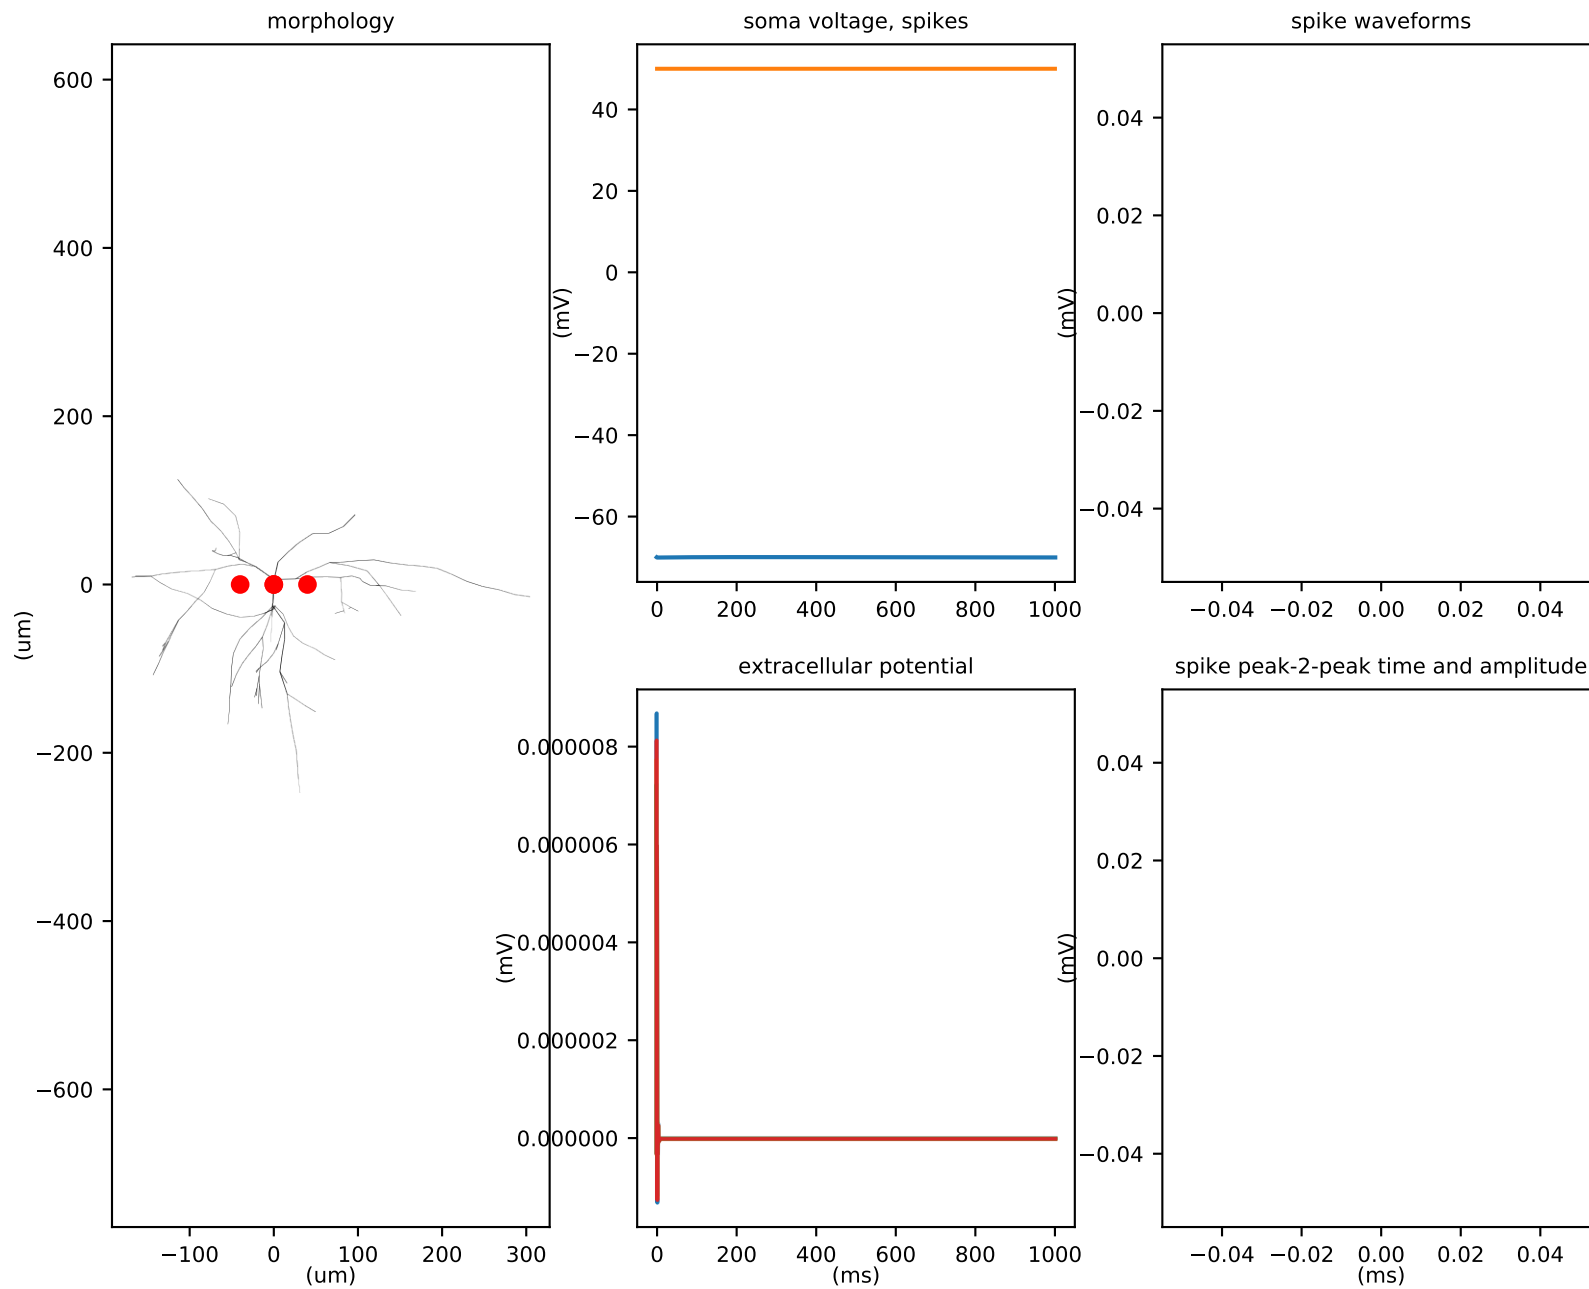 morphology
600
400
200
0
−200
−400
−600
−100 0 100 200 300
(um)
(um)
soma voltage, spikes
40
20
0
−20
−40
−60
(mV)
0 200 400 600 800 1000
spike waveforms
0.04
0.02
0.00
−0.02
−0.04
(mV)
−0.04 −0.02 0.00 0.02 0.04
extracellular potential
0.000008
0.000006
0.000004
0.000002
0.000000
(mV)
0 200 400 600 800 1000
(ms)
spike peak-2-peak time and amplitude
0.04
0.02
0.00
−0.02
−0.04
(mV)
−0.04 −0.02 0.00 0.02 0.04
(ms)